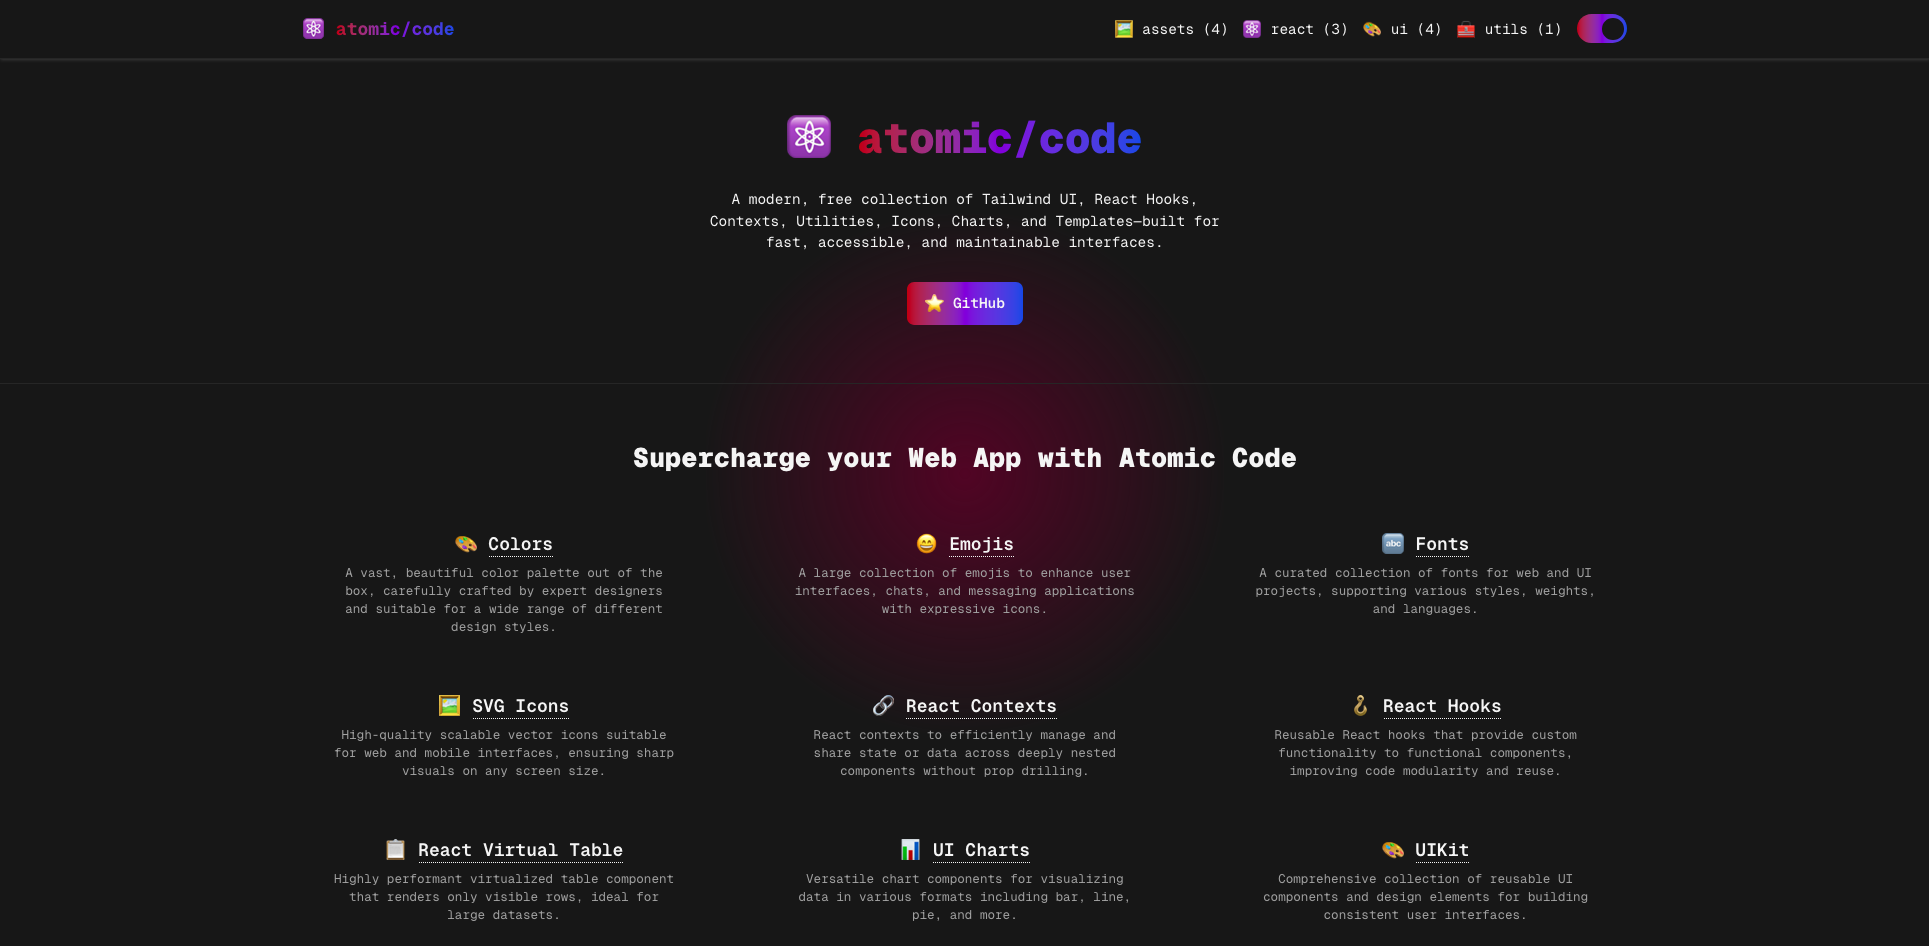 atomic/code
assets (4) react (3) ui (4) utils (1)
atomic/code
A modern, free collection of Tailwind UI, React Hooks,
Contexts, Utilities, Icons, Charts, and Templates—built for
fast, accessible, and maintainable interfaces.
GitHub
Supercharge your Web App with Atomic Code
Colors
A vast, beautiful color palette out of the
box, carefully crafted by expert designers
and suitable for a wide range of different
design styles.
Emojis
A large collection of emojis to enhance user
interfaces, chats, and messaging applications
with expressive icons.
abc
Fonts
A curated collection of fonts for web and UI
projects, supporting various styles, weights,
and languages.
SVG Icons
High-quality scalable vector icons suitable
for web and mobile interfaces, ensuring sharp
visuals on any screen size.
React Contexts
React contexts to efficiently manage and
share state or data across deeply nested
components without prop drilling.
React Hooks
Reusable React hooks that provide custom
functionality to functional components,
improving code modularity and reuse.
React Virtual Table
Highly performant virtualized table component
that renders only visible rows, ideal for
large datasets.
UI Charts
Versatile chart components for visualizing
data in various formats including bar, line,
pie, and more.
UIKit
Comprehensive collection of reusable UI
components and design elements for building
consistent user interfaces.